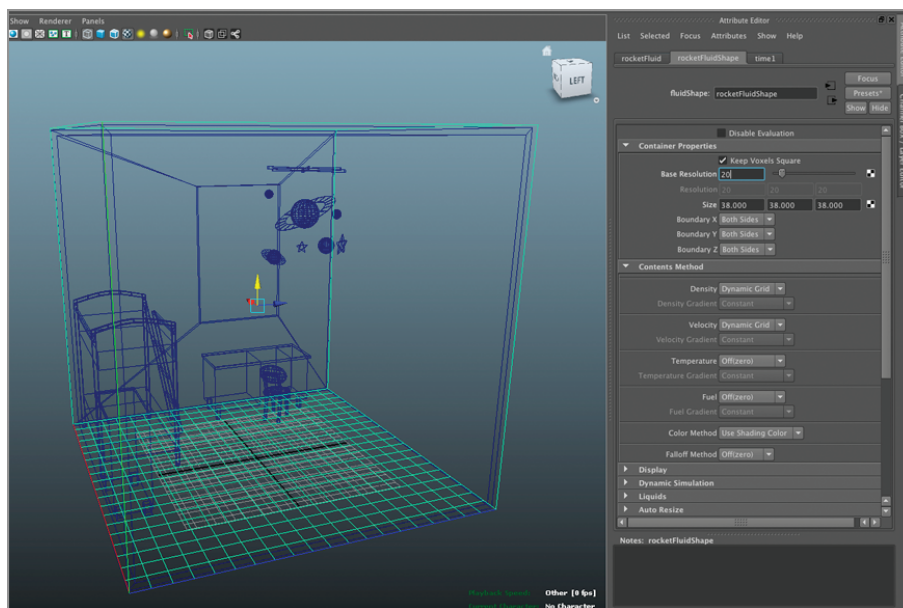 Show Renderer Panels
LEFT
Attribute Editor
List Selected Focus Attributes Show Help
rocketFluid rocketFluidShape time1
Focus
fluidShape: rocketFluidShape
Presets*
Show Hide
Disable Evaluation
Container Properties
Keep Voxels Square
Base Resolution 20
Resolution 20 20 20
Size 38.000 38.000 38.000
Boundary X Both Sides
Boundary Y Both Sides
Boundary Z Both Sides
Contents Method
Density Dynamic Grid
Density Gradient Constant
Velocity Dynamic Grid
Velocity Gradient Constant
Temperature Off(zero)
Temperature Gradient Constant
Fuel Off(zero)
Fuel Gradient Constant
Color Method Use Shading Color
Falloff Method Off(zero)
Display
Dynamic Simulation
Liquids
Auto Resize
Notes: rocketFluidShape
Playback Speed: Other [0 fps]
Current Character: No Character